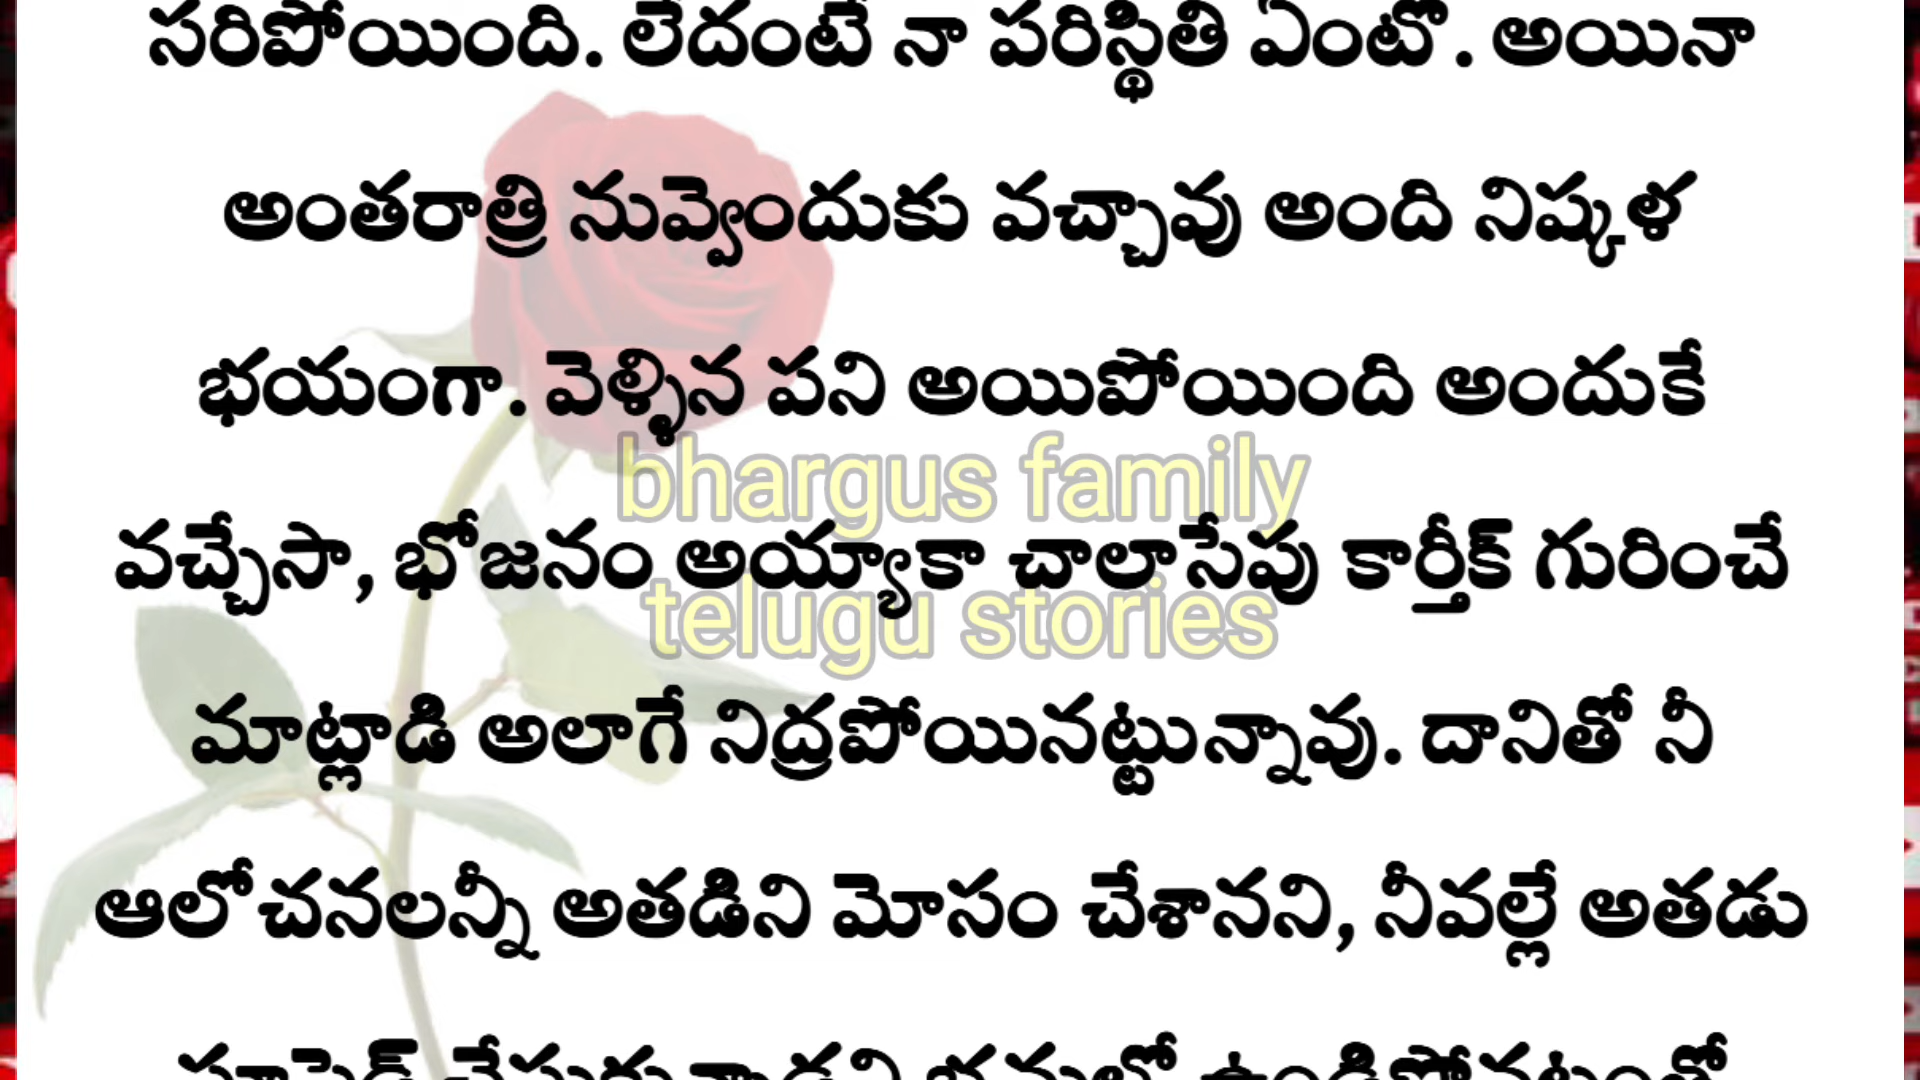 సరిపోయింది. లేదంటే నా పరిస్థితి ఏంటో. అయినా
అంతరాత్రి నువ్వెందుకు వచ్చావు అంది నిష్కళ
భయంగా. వెళ్ళిన పని అయిపోయింది అందుకే
bhargus family
వచ్చేసా, భోజనం అయ్యాకా చాలాసేపు కార్తీక్ గురించే
telugu stories
మాట్లాడి అలాగే నిద్రపోయినట్టున్నావు. దానితో నీ
ఆలోచనలన్నీ అతడిని మోసం చేశానని, నీవల్లే అతడు